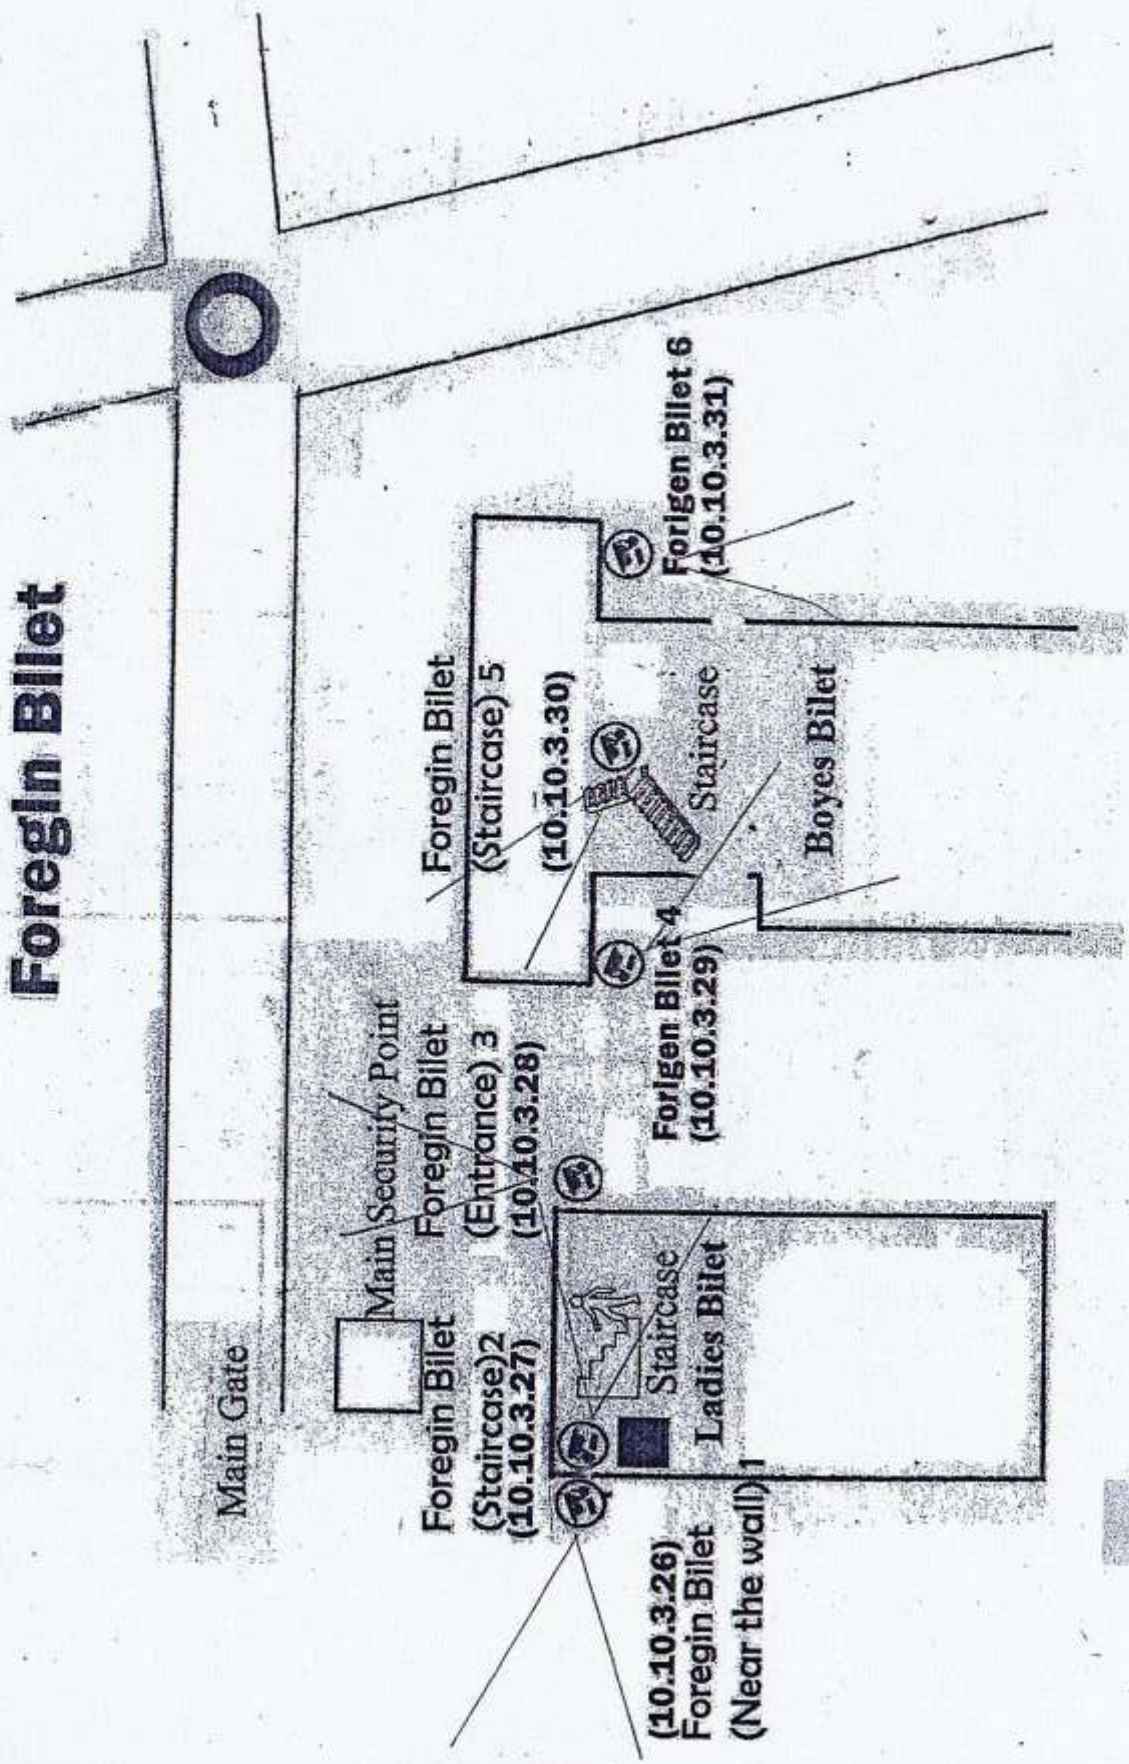 Foregin Bilet
Main Gate
Main Security Point
Foregin Bilet
(Staircase)2
(10.10.3.27)
Foregin Bilet
(Entrance) 3
(10.10.3.28)
Foregin Bilet
(Staircase) 5
(10.10.3.30)
(10.10.3.26)
Foregin Bilet
(Near the wall) 1
Staircase
Ladies Bilet
Forigen Bilet 4
(10.10.3.29)
Staircase
Boyes Bilet
Forigen Bilet 6
(10.10.3.31)